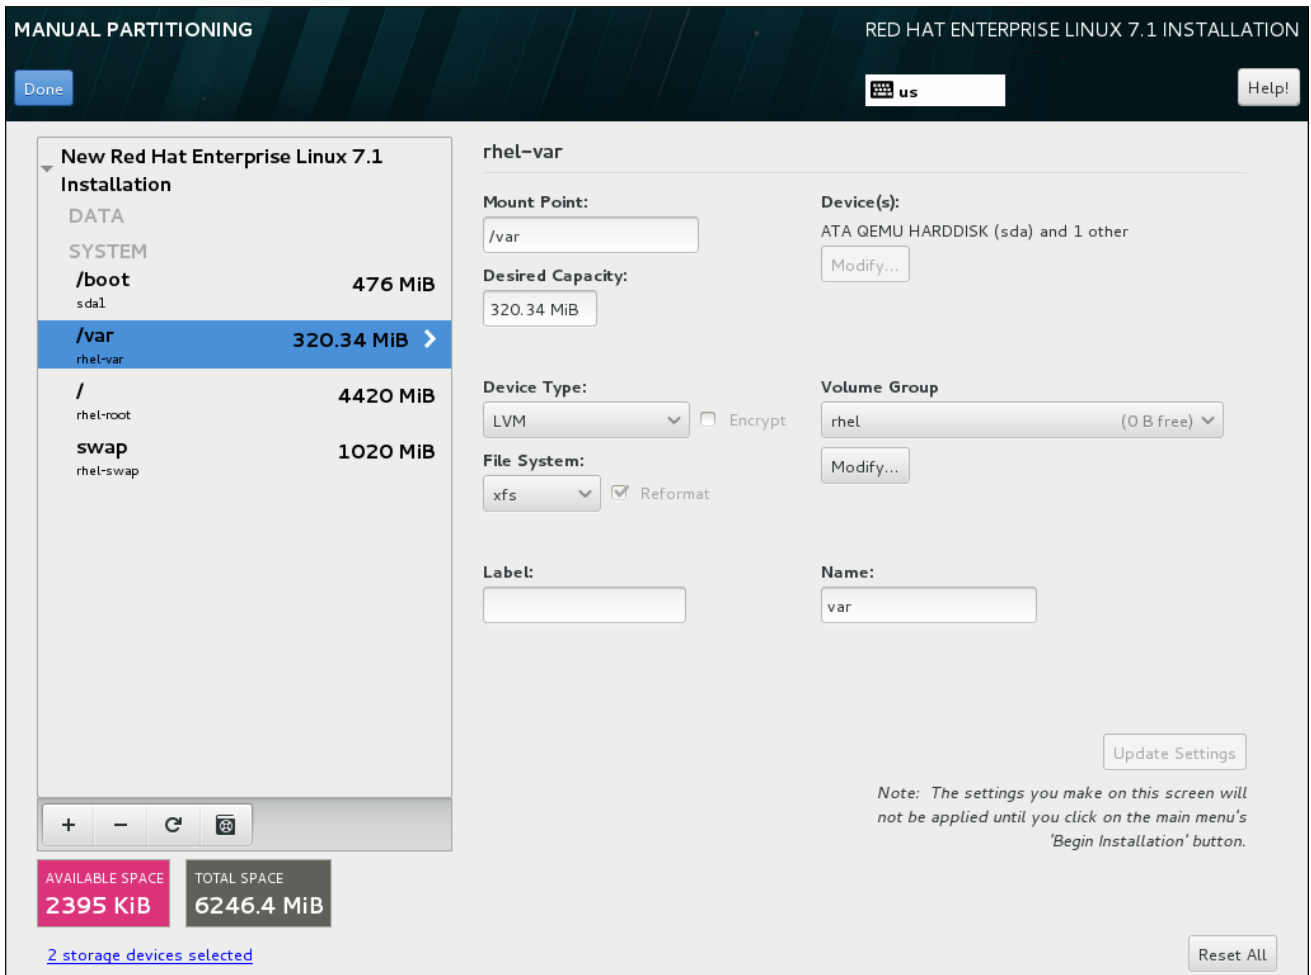 MANUAL PARTITIONING
RED HAT ENTERPRISE LINUX 7.1 INSTALLATION
Done
us
Help!
New Red Hat Enterprise Linux 7.1
Installation
DATA
SYSTEM
/boot
476 MiB
sda1
/var
320.34 MiB
rhel-var
/
4420 MiB
rhel-root
swap
1020 MiB
rhel-swap
+ −
AVAILABLE SPACE
2395 KiB
TOTAL SPACE
6246.4 MiB
2 storage devices selected
rhel-var
Mount Point:
/var
Desired Capacity:
320.34 MiB
Device(s):
ATA QEMU HARDDISK (sda) and 1 other
Modify...
Device Type:
LVM
Encrypt
File System:
xfs
Reformat
Volume Group
rhel (0 B free)
Modify...
Label:
Name:
var
Update Settings
Note: The settings you make on this screen will
not be applied until you click on the main menu's
'Begin Installation' button.
Reset All